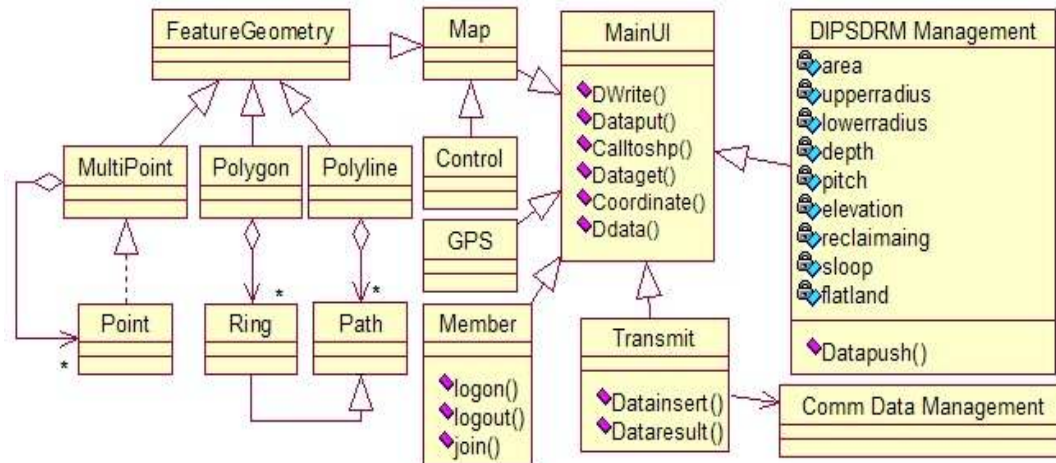 FeatureGeometry
Map
MainUI
DWrite()
Dataput()
Calltoshp()
Dataget()
Coordinate()
Ddata()
DIPSDRM Management
area
upperradius
lowerradius
depth
pitch
elevation
reclaimaing
sloop
flatland
Datapush()
MultiPoint
Polygon
Polyline
Control
GPS
*
*
*
Point
Ring
Path
Member
logon()
logout()
join()
Transmit
Datainsert()
Dataresult()
Comm Data Management